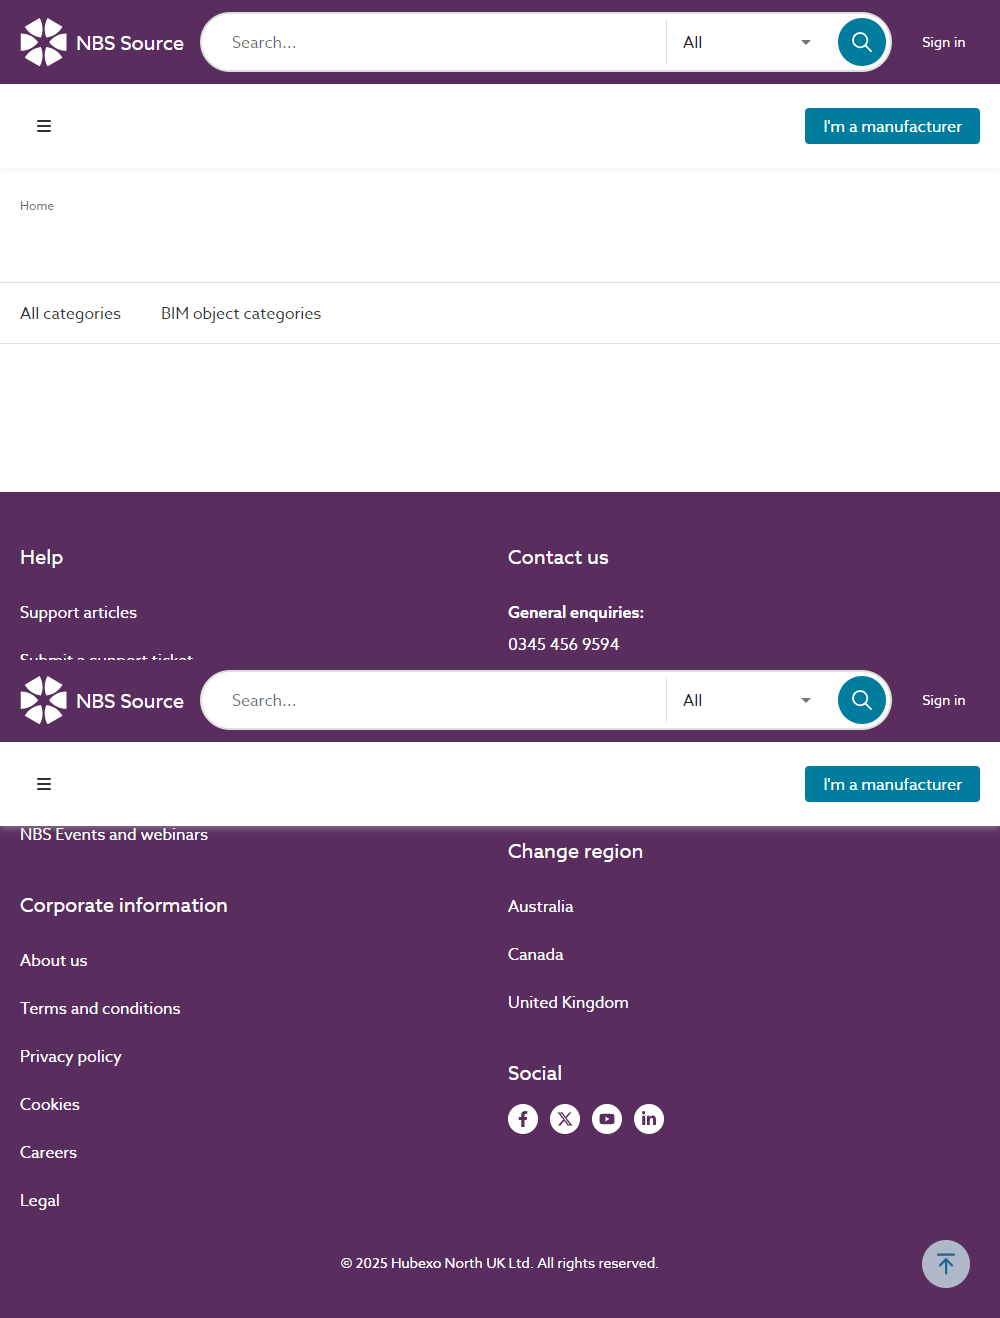 NBS Source
Search...
All
Sign in
I'm a manufacturer
Home
All categories
BIM object categories
Help
Support articles
Submit a support ticket
Contact us
General enquiries:
0345 456 9594
NBS Source
Search...
All
Sign in
I'm a manufacturer
NBS Events and webinars
Corporate information
About us
Terms and conditions
Privacy policy
Cookies
Careers
Legal
Change region
Australia
Canada
United Kingdom
Social
© 2025 Hubexo North UK Ltd. All rights reserved.